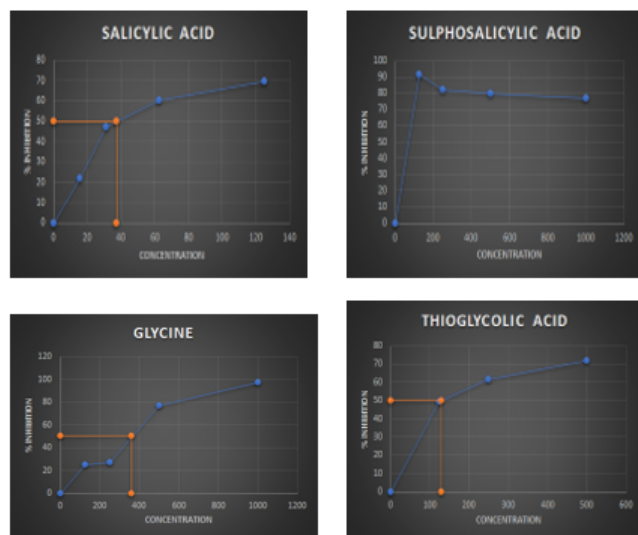 SALICYLIC ACID
80
70
60
50
40
30
20
10
0
% INHIBITION
0 20 40 60 80 100 120 140
CONCENTRATION
SULPHOSALICYLIC ACID
100
90
80
70
60
50
40
30
20
10
0
% INHIBITION
0 200 400 600 800 1000 1200
CONCENTRATION
GLYCINE
120
100
80
60
40
20
0
% INHIBITION
0 200 400 600 800 1000 1200
CONCENTRATION
THIOGLYCOLIC ACID
80
70
60
50
40
30
20
10
0
% INHIBITION
0 100 200 300 400 500 600
CONCENTRATION